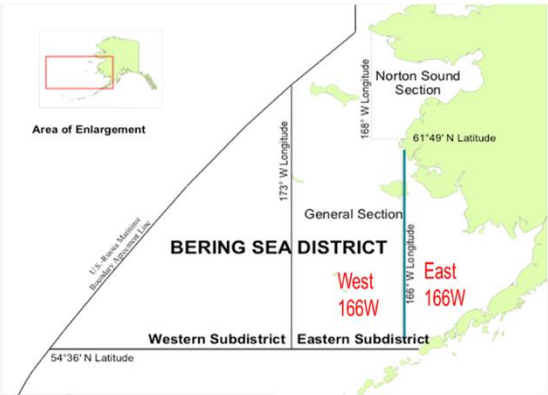 Norton Sound
Section
168° W Longitude
Area of Enlargement
61°49' N Latitude
173° W Longitude
General Section
U.S.-Russia Maritime
Boundary Agreement Line
BERING SEA DISTRICT
166° W Longitude
West
166W
East
166W
Western Subdistrict
Eastern Subdistrict
54°36' N Latitude